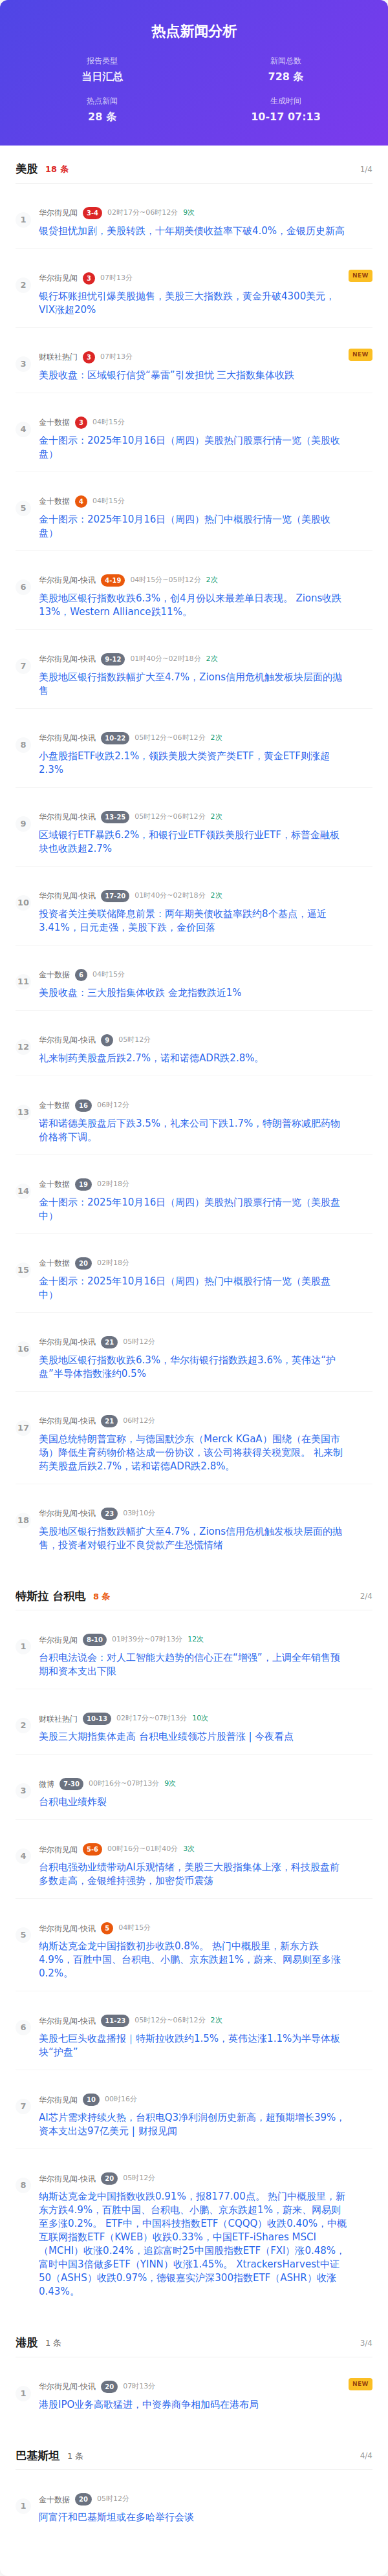 热点新闻分析
报告类型
新闻总数
当日汇总
728 条
热点新闻
生成时间
28 条
10-17 07:13
美股 18 条 1/4
1
华尔街见闻 3-4 02时17分~06时12分 9次
银贷担忧加剧，美股转跌，十年期美债收益率下破4.0%，金银历史新高
2
华尔街见闻 3 07时13分 NEW
银行坏账担忧引爆美股抛售，美股三大指数跌，黄金升破4300美元，
VIX涨超20%
3
财联社热门 3 07时13分 NEW
美股收盘：区域银行信贷“暴雷”引发担忧 三大指数集体收跌
4
金十数据 3 04时15分
金十图示：2025年10月16日（周四）美股热门股票行情一览（美股收
盘）
5
金十数据 4 04时15分
金十图示：2025年10月16日（周四）热门中概股行情一览（美股收
盘）
6
华尔街见闻-快讯 4-19 04时15分~05时12分 2次
美股地区银行指数收跌6.3%，创4月份以来最差单日表现。 Zions收跌
13%，Western Alliance跌11%。
7
华尔街见闻-快讯 9-12 01时40分~02时18分 2次
美股地区银行指数跌幅扩大至4.7%，Zions信用危机触发板块层面的抛
售
8
华尔街见闻-快讯 10-22 05时12分~06时12分 2次
小盘股指ETF收跌2.1%，领跌美股大类资产类ETF，黄金ETF则涨超
2.3%
9
华尔街见闻-快讯 13-25 05时12分~06时12分 2次
区域银行ETF暴跌6.2%，和银行业ETF领跌美股行业ETF，标普金融板
块也收跌超2.7%
10
华尔街见闻-快讯 17-20 01时40分~02时18分 2次
投资者关注美联储降息前景：两年期美债收益率跌约8个基点，逼近
3.41%，日元走强，美股下跌，金价回落
11
金十数据 6 04时15分
美股收盘：三大股指集体收跌 金龙指数跌近1%
12
华尔街见闻-快讯 9 05时12分
礼来制药美股盘后跌2.7%，诺和诺德ADR跌2.8%。
13
金十数据 16 06时12分
诺和诺德美股盘后下跌3.5%，礼来公司下跌1.7%，特朗普称减肥药物
价格将下调。
14
金十数据 19 02时18分
金十图示：2025年10月16日（周四）美股热门股票行情一览（美股盘
中）
15
金十数据 20 02时18分
金十图示：2025年10月16日（周四）热门中概股行情一览（美股盘
中）
16
华尔街见闻-快讯 21 05时12分
美股地区银行指数收跌6.3%，华尔街银行指数跌超3.6%，英伟达“护
盘”半导体指数涨约0.5%
17
华尔街见闻-快讯 21 06时12分
美国总统特朗普宣称，与德国默沙东（Merck KGaA）围绕（在美国市
场）降低生育药物价格达成一份协议，该公司将获得关税宽限。 礼来制
药美股盘后跌2.7%，诺和诺德ADR跌2.8%。
18
华尔街见闻-快讯 23 03时10分
美股地区银行指数跌幅扩大至4.7%，Zions信用危机触发板块层面的抛
售，投资者对银行业不良贷款产生恐慌情绪
特斯拉 台积电 8 条 2/4
1
华尔街见闻 8-10 01时39分~07时13分 12次
台积电法说会：对人工智能大趋势的信心正在“增强”，上调全年销售预
期和资本支出下限
2
财联社热门 10-13 02时17分~07时13分 10次
美股三大期指集体走高 台积电业绩领芯片股普涨 | 今夜看点
3
微博 7-30 00时16分~07时13分 9次
台积电业绩炸裂
4
华尔街见闻 5-6 00时16分~01时40分 3次
台积电强劲业绩带动AI乐观情绪，美股三大股指集体上涨，科技股盘前
多数走高，金银维持强势，加密货币震荡
5
华尔街见闻-快讯 5 04时15分
纳斯达克金龙中国指数初步收跌0.8%。 热门中概股里，新东方跌
4.9%，百胜中国、台积电、小鹏、京东跌超1%，蔚来、网易则至多涨
0.2%。
6
华尔街见闻-快讯 11-23 05时12分~06时12分 2次
美股七巨头收盘播报｜特斯拉收跌约1.5%，英伟达涨1.1%为半导体板
块“护盘”
7
华尔街见闻 10 00时16分
AI芯片需求持续火热，台积电Q3净利润创历史新高，超预期增长39%，
资本支出达97亿美元 | 财报见闻
8
华尔街见闻-快讯 20 05时12分
纳斯达克金龙中国指数收跌0.91%，报8177.00点。 热门中概股里，新
东方跌4.9%，百胜中国、台积电、小鹏、京东跌超1%，蔚来、网易则
至多涨0.2%。 ETF中，中国科技指数ETF（CQQQ）收跌0.40%，中概
互联网指数ETF（KWEB）收跌0.33%，中国ETF-iShares MSCI
（MCHI）收涨0.24%，追踪富时25中国股指数ETF（FXI）涨0.48%，
富时中国3倍做多ETF（YINN）收涨1.45%。 XtrackersHarvest中证
50（ASHS）收跌0.97%，德银嘉实沪深300指数ETF（ASHR）收涨
0.43%。
港股 1 条 3/4
1
华尔街见闻-快讯 20 07时13分 NEW
港股IPO业务高歌猛进，中资券商争相加码在港布局
巴基斯坦 1 条 4/4
1
金十数据 20 05时12分
阿富汗和巴基斯坦或在多哈举行会谈